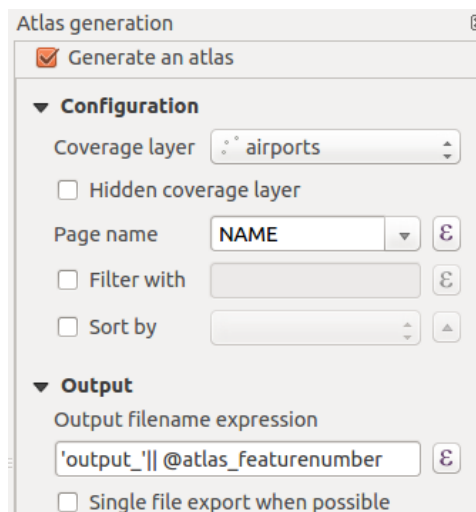 Atlas generation
Generate an atlas
Configuration
Coverage layer airports
Hidden coverage layer
Page name NAME ε
Filter with ε
Sort by
Output
Output filename expression
'output_'|| @atlas_featurenumber ε
Single file export when possible